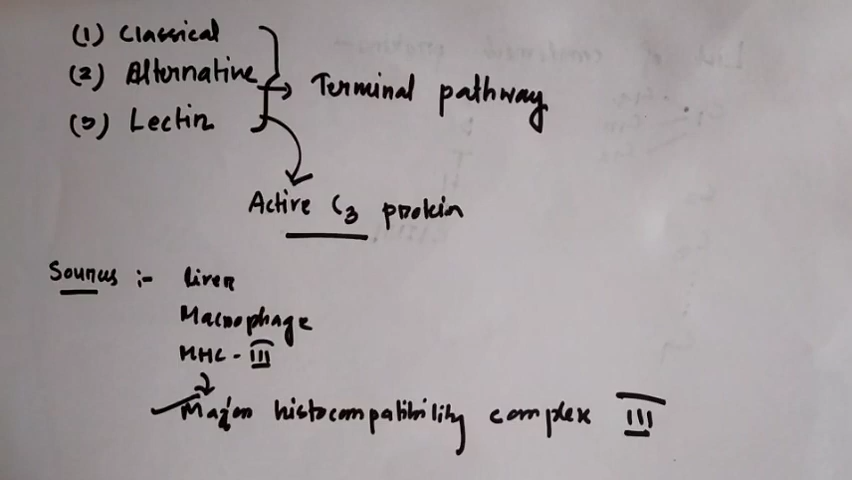 (1) Classical
(2) Alternative → Terminal pathway
(3) Lectin
Active C3 protein
Sources :- Liver
Macrophage
MHC - III
Major histocompatibility complex III